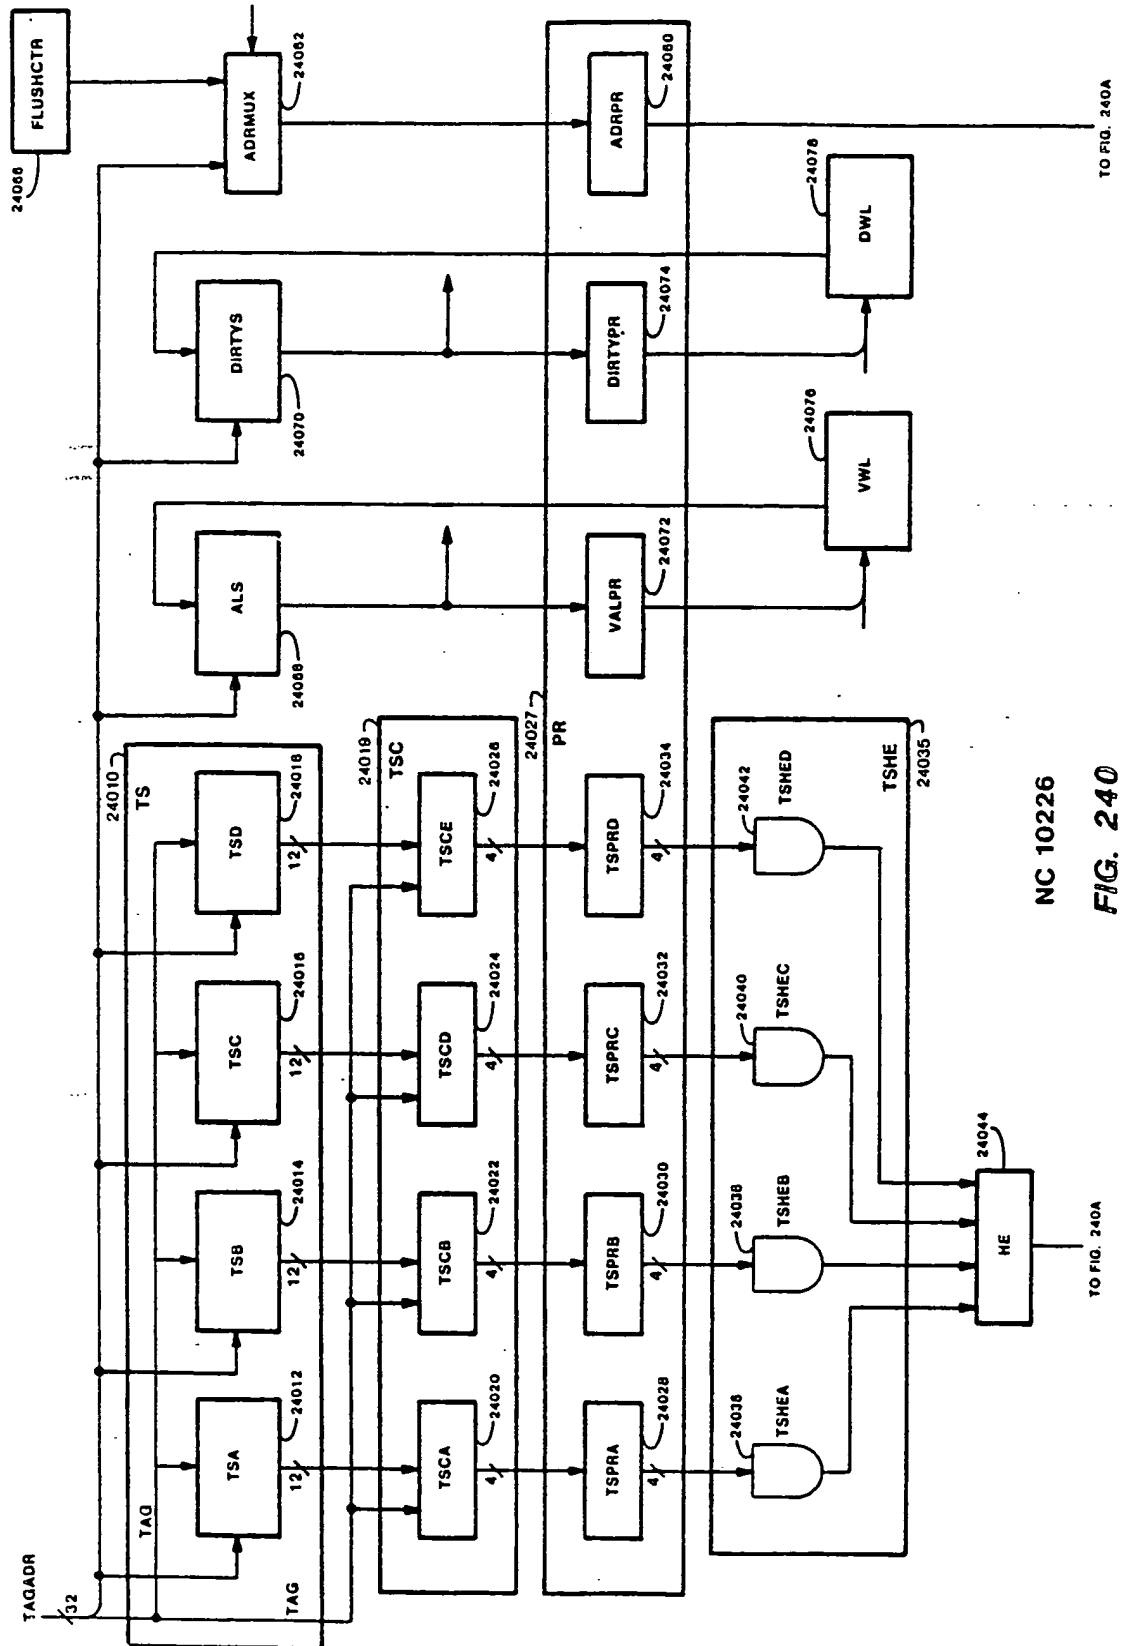 TAGADR
32
TAG
TAG
24010
TS
TSA
24012
12
TSB
24014
12
TSC
24016
12
TSD
24018
12
ALS
24068
DIRTYS
24070
FLUSHCTR
24066
ADRMUX
24062
24019
TSC
TSCA
24020
4
TSCB
24022
4
TSCD
24024
4
TSCE
24026
4
24027
PR
TSPRA
24028
4
TSPRB
24030
4
TSPRC
24032
4
TSPRD
24034
4
VALPR
24072
DIRTYPR
24074
ADRPR
24060
24036
TSHEA
24038
TSHEB
24040
TSHEC
24042
TSHED
TSHE
24035
VWL
24076
DWL
24078
HE
24044
TO FIG. 240A
TO FIG. 240A
NC 10226
FIG. 240